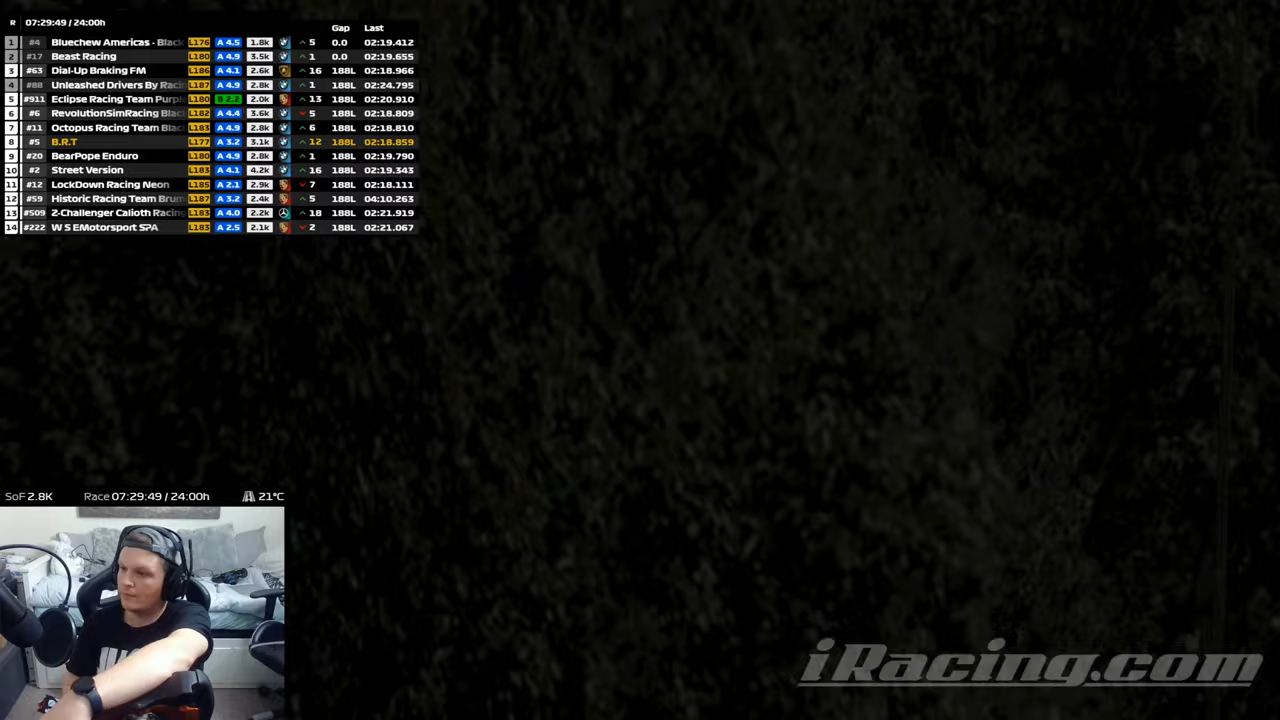 R 07:29:49 / 24:00h
Gap Last
1 #4 Bluechew Americas - Black L176 A 4.5 1.8k 5 0.0 02:19.412
2 #17 Beast Racing L180 A 4.9 3.5k 1 0.0 02:19.655
3 #63 Dial-Up Braking FM L186 A 4.1 2.6k 16 188L 02:18.966
4 #88 Unleashed Drivers By Racin L187 A 4.9 2.8k 1 188L 02:24.795
5 #911 Eclipse Racing Team Purpl L180 B 2.2 2.0k 13 188L 02:20.910
6 #6 RevolutionSimRacing Blac L182 A 4.4 3.6k 5 188L 02:18.809
7 #11 Octopus Racing Team Blac L183 A 4.9 2.8k 6 188L 02:18.810
8 #5 B.R.T L177 A 3.2 3.1k 12 188L 02:18.859
9 #20 BearPope Enduro L180 A 4.9 2.8k 1 188L 02:19.790
10 #2 Street Version L183 A 4.1 4.2k 16 188L 02:19.343
11 #12 LockDown Racing Neon L185 A 2.1 2.9k 7 188L 02:18.111
12 #59 Historic Racing Team Brum L187 A 3.2 2.4k 5 188L 04:10.263
13 #509 Z-Challenger Calioth Racing L183 A 4.0 2.2k 18 188L 02:21.919
14 #222 W S EMotorsport SPA L183 A 2.5 2.1k 2 188L 02:21.067
SoF 2.8K Race 07:29:49 / 24:00h 21°C
iRacing.com